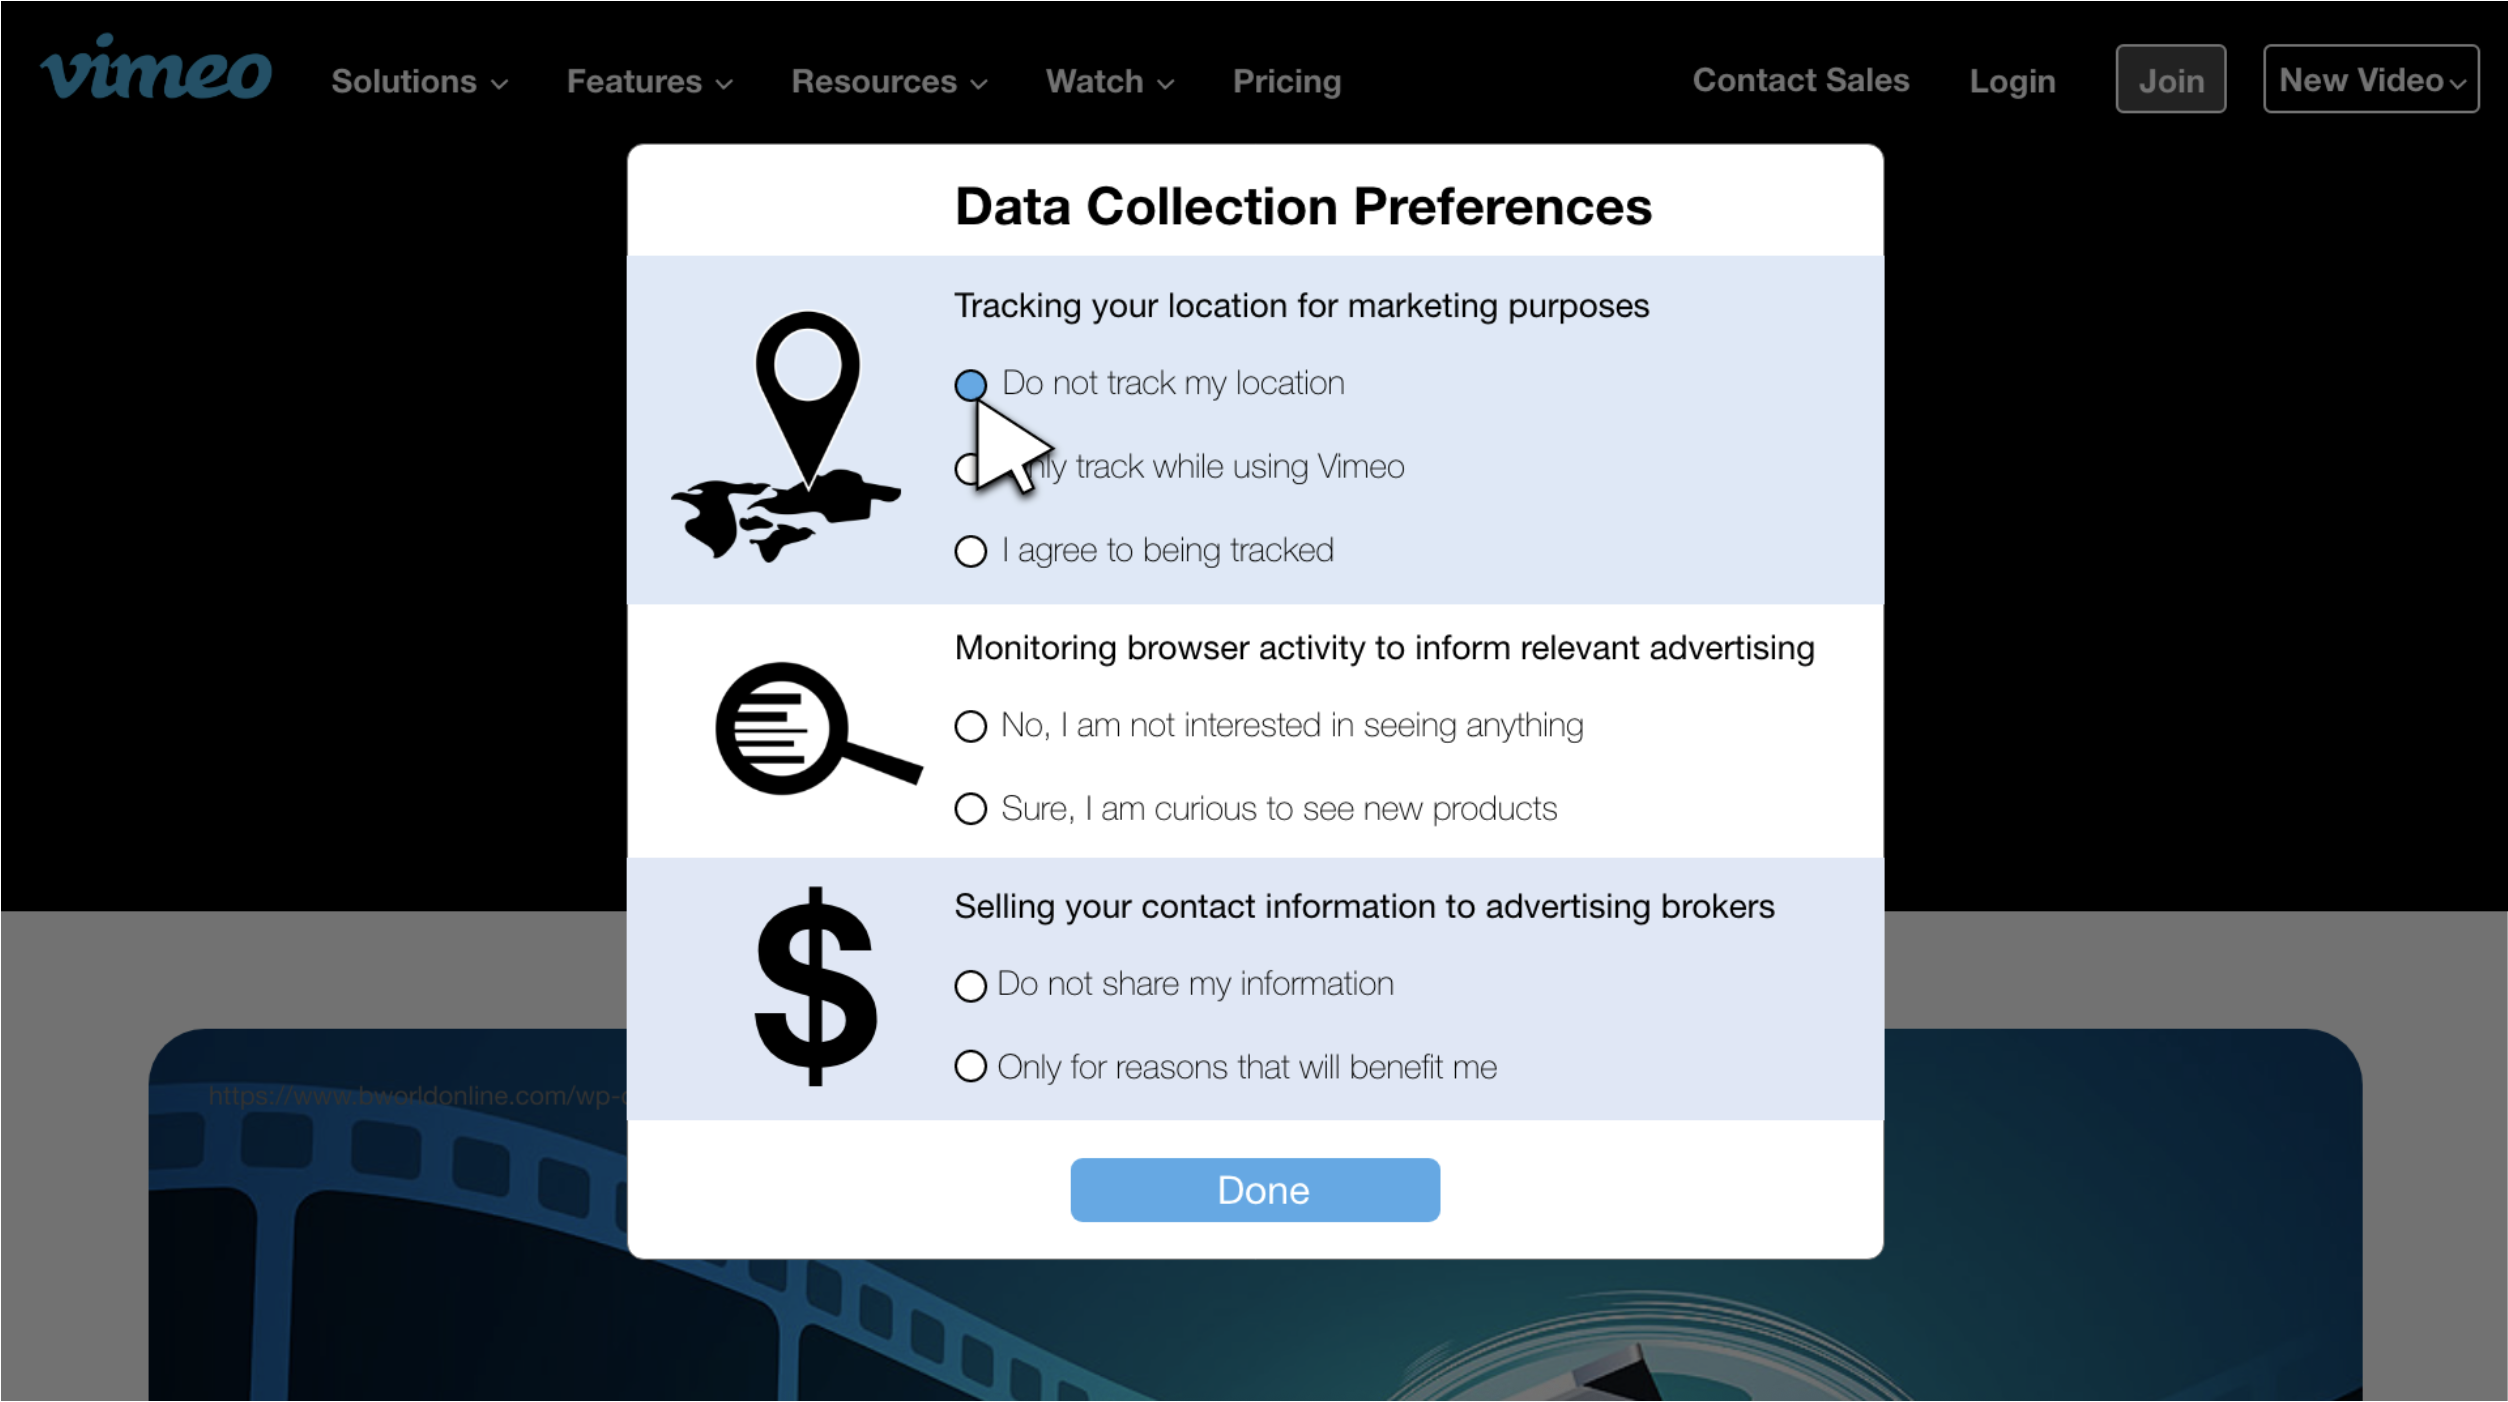 vimeo Solutions Features Resources Watch Pricing Contact Sales Login Join New Video
Data Collection Preferences
Tracking your location for marketing purposes
Do not track my location
track while using Vimeo
I agree to being tracked
Monitoring browser activity to inform relevant advertising
No, I am not interested in seeing anything
Sure, I am curious to see new products
$
Selling your contact information to advertising brokers
Do not share my information
Only for reasons that will benefit me
https://www.bworldonline.com/wp-
Done